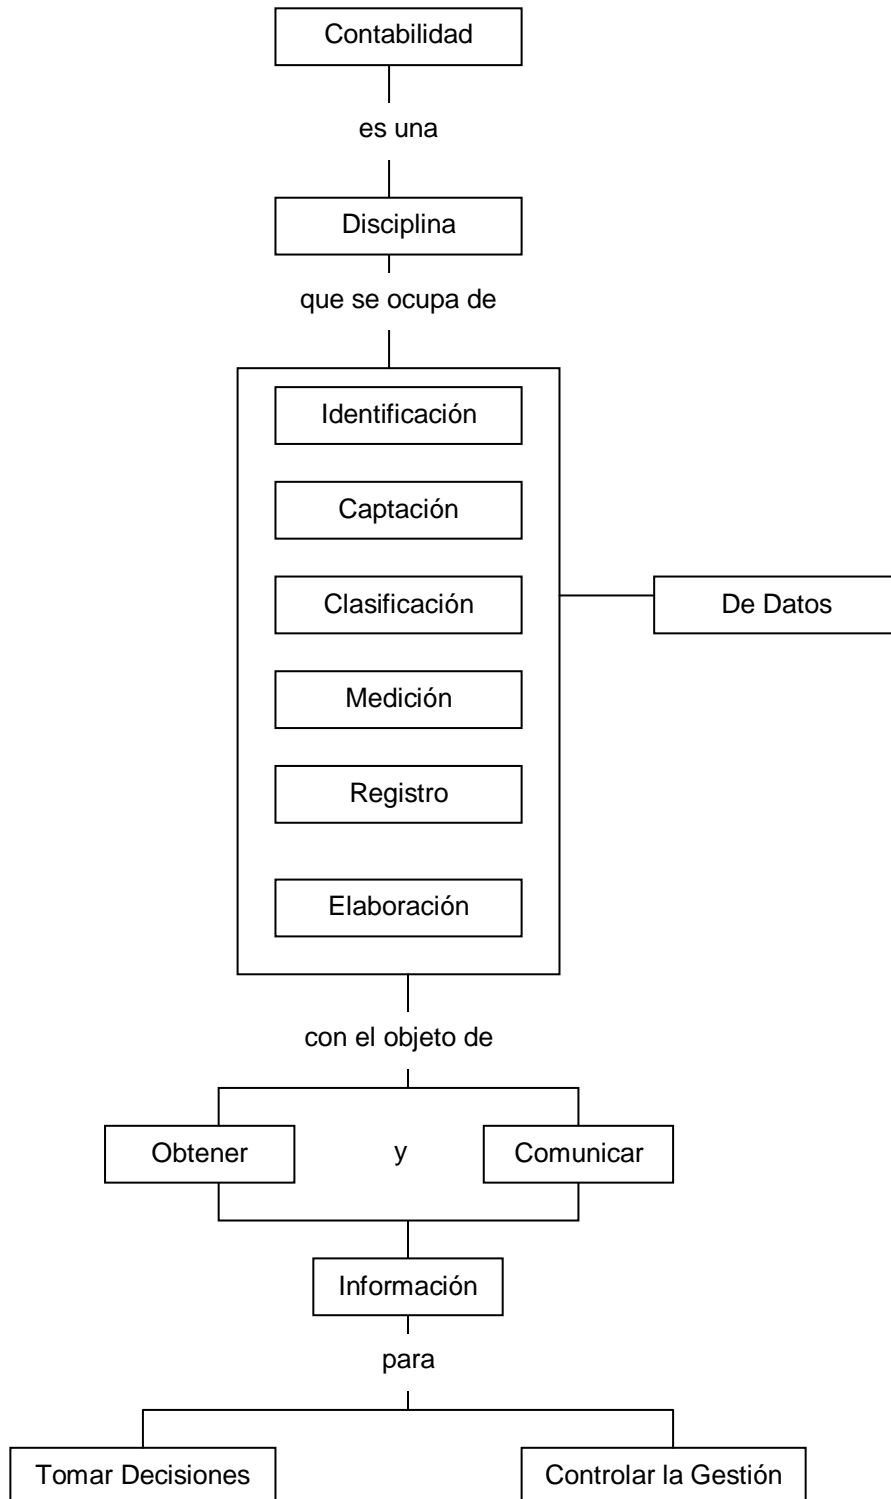 Contabilidad
es una
Disciplina
que se ocupa de
Identificación
Captación
Clasificación
De Datos
Medición
Registro
Elaboración
con el objeto de
Obtener
y
Comunicar
Información
para
Tomar Decisiones
Controlar la Gestión